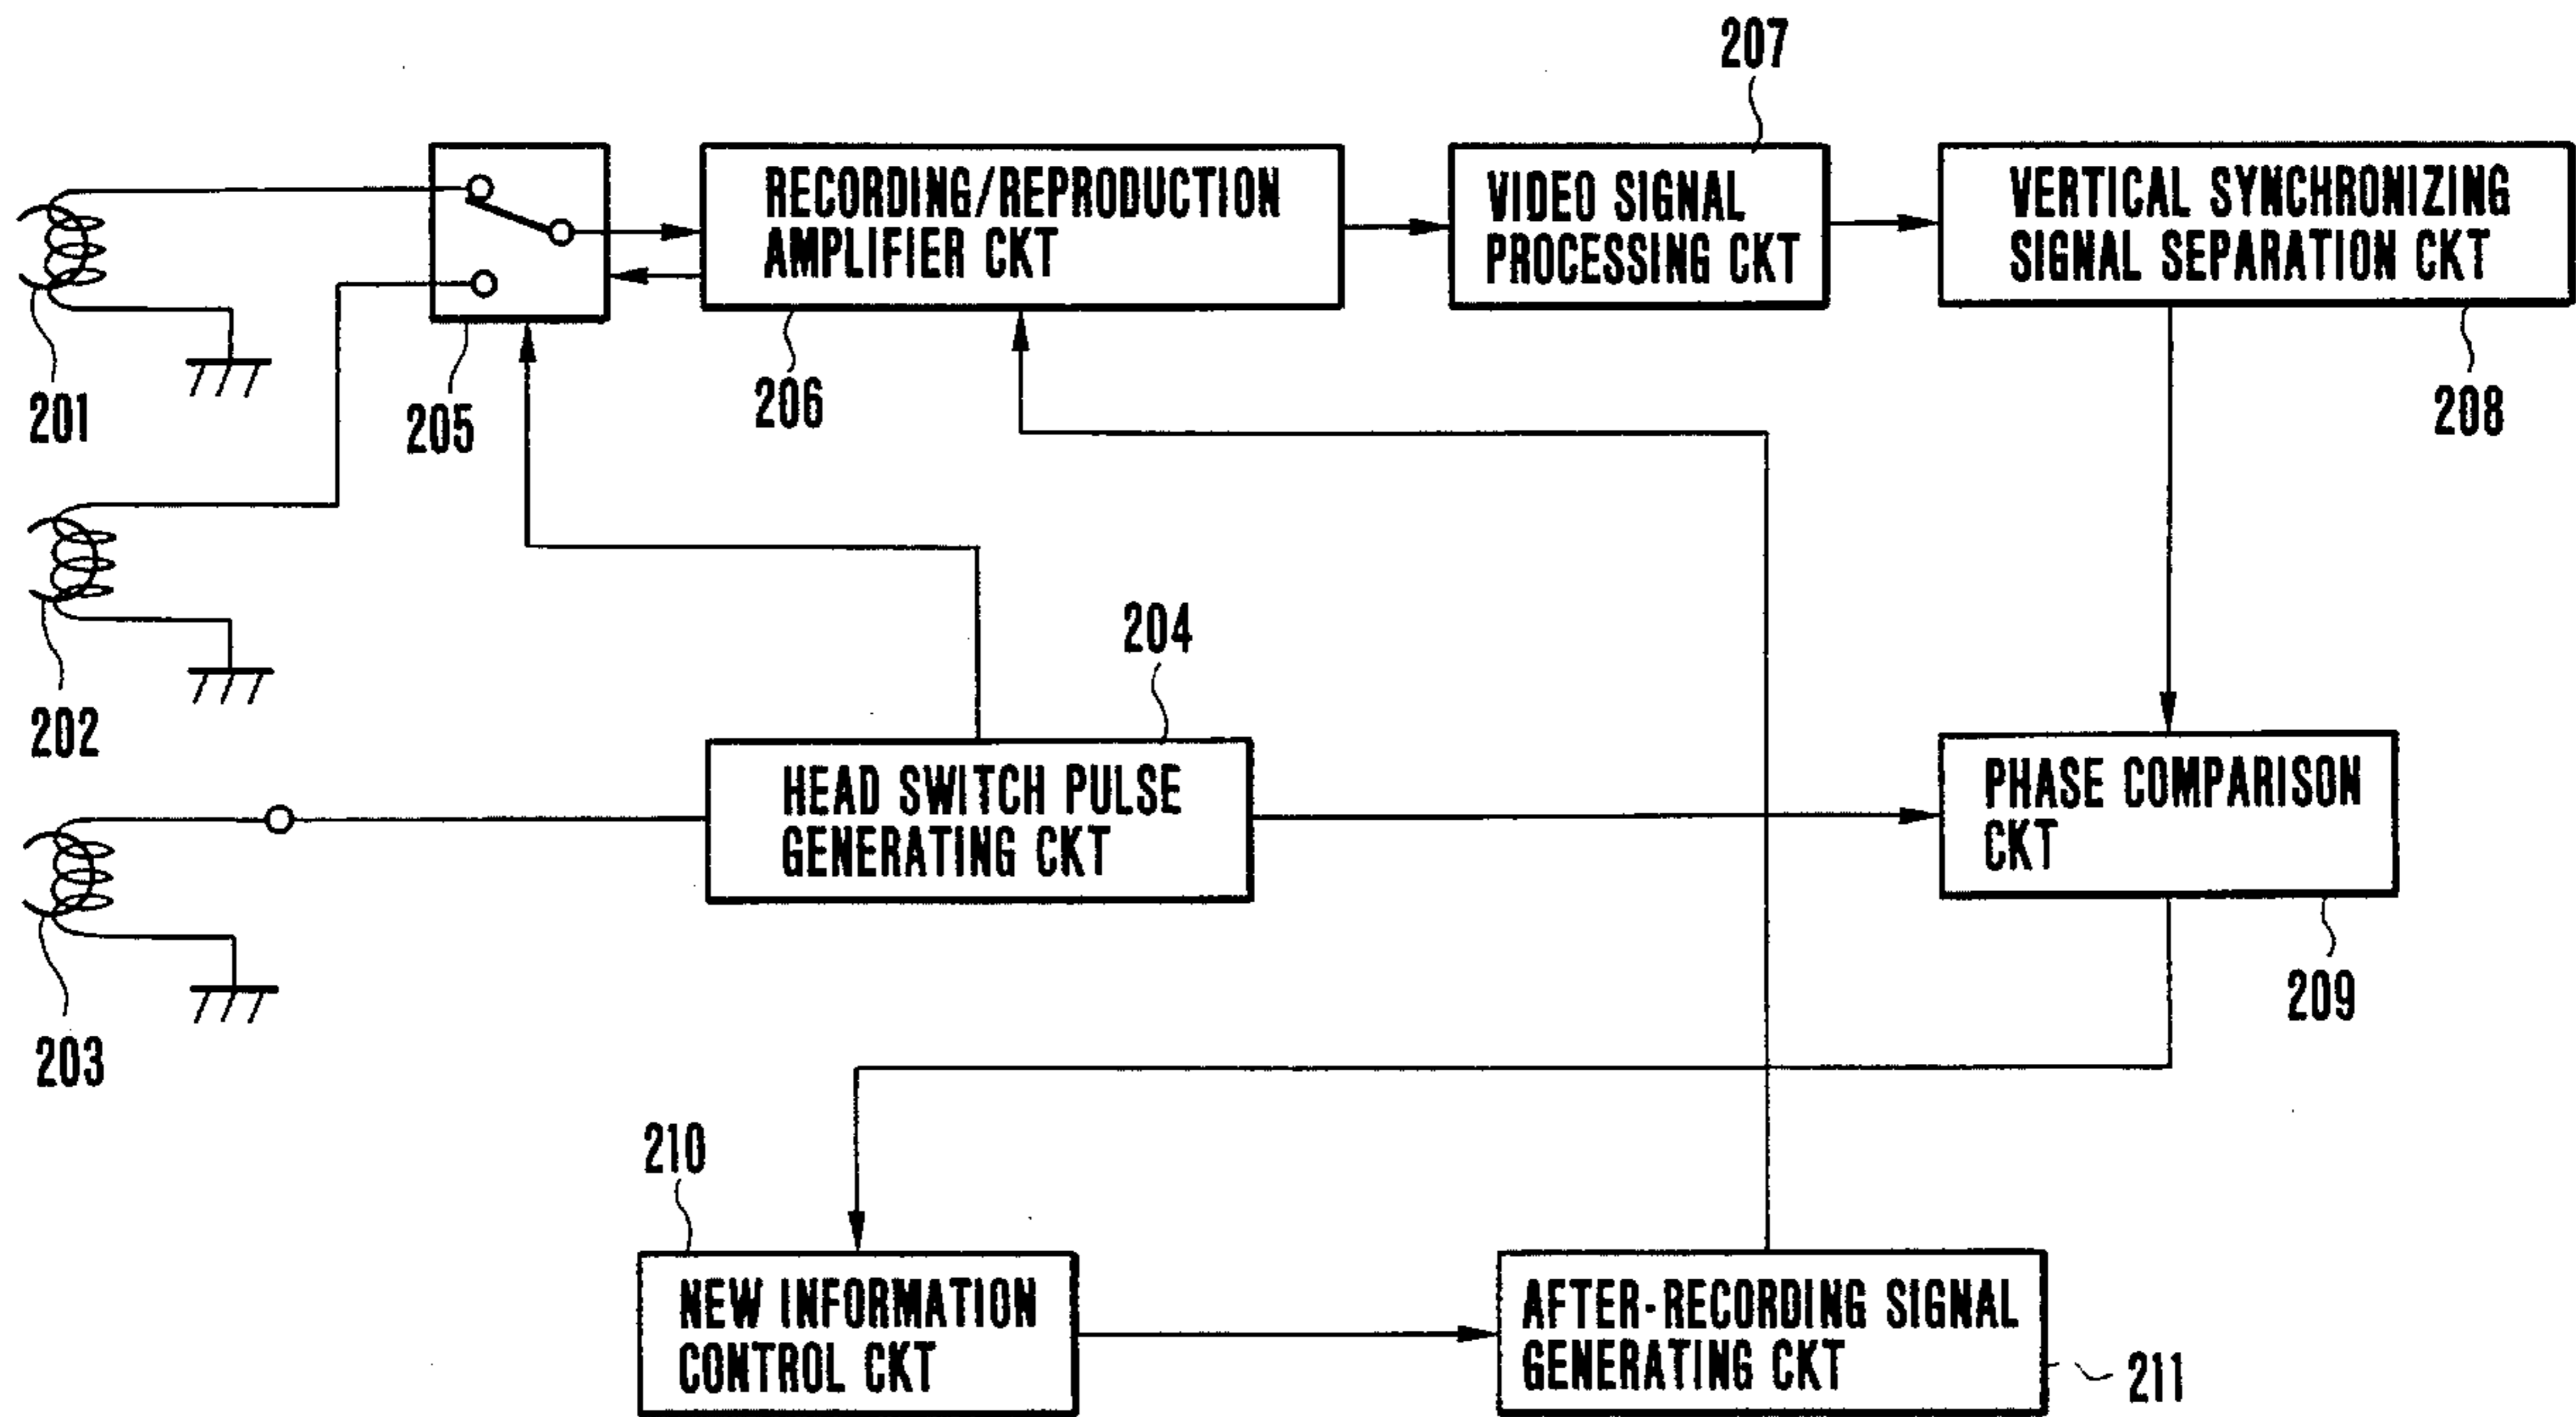 207
RECORDING/REPRODUCTION
AMPLIFIER CKT
VIDEO SIGNAL
PROCESSING CKT
VERTICAL SYNCHRONIZING
SIGNAL SEPARATION CKT
201
205
206
208
202
204
HEAD SWITCH PULSE
GENERATING CKT
PHASE COMPARISON
CKT
203
209
210
NEW INFORMATION
CONTROL CKT
AFTER-RECORDING SIGNAL
GENERATING CKT
211